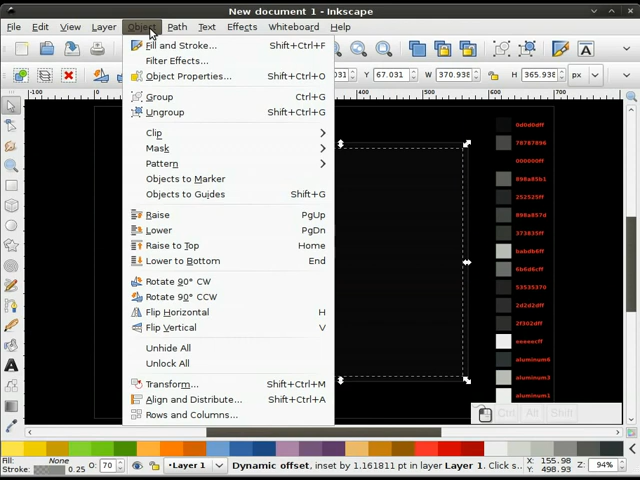 New document 1 - Inkscape
File Edit View Layer Object Path Text Effects Whiteboard Help
Fill and Stroke... Shift+Ctrl+F
Filter Effects...
Object Properties... Shift+Ctrl+O
Group Ctrl+G
Ungroup Shift+Ctrl+G
Clip
Mask
Pattern
Objects to Marker
Objects to Guides Shift+G
Raise PgUp
Lower PgDn
Raise to Top Home
Lower to Bottom End
Rotate 90° CW
Rotate 90° CCW
Flip Horizontal H
Flip Vertical V
Unhide All
Unlock All
Transform... Shift+Ctrl+M
Align and Distribute... Shift+Ctrl+A
Rows and Columns...
Y 67.031 W 370.938 H 365.938 px
-100 400 500 600 700
0d0d0dff
78787896
000000ff
898a85b1
252525ff
898a857d
373835ff
babdb6ff
6b6d6cff
53535370
2d2d2dff
2f302dff
eeeeecff
aluminum6
aluminum3
aluminum1
Ctrl Alt Shift
Fill: None
Stroke: 0.25 O: 70 •Layer 1 Dynamic offset, inset by 1.161811 pt in layer Layer 1. Click s... X: 155.98 Y: 498.93 Z: 94%